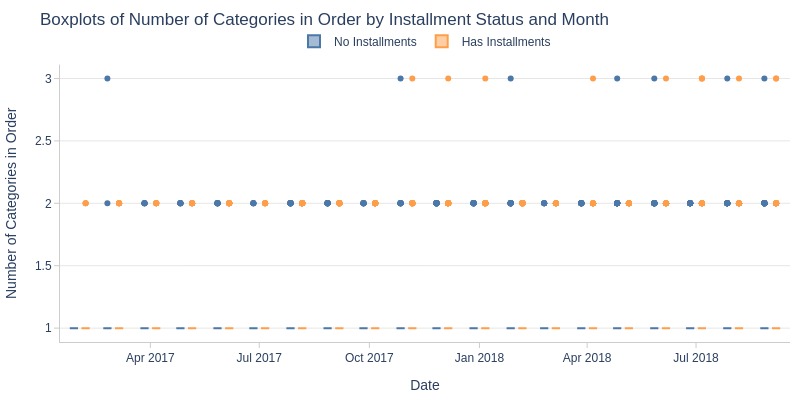 Boxplots of Number of Categories in Order by Installment Status and Month
No Installments
Has Installments
Number of Categories in Order
3
2.5
2
1.5
1
Apr 2017
Jul 2017
Oct 2017
Jan 2018
Apr 2018
Jul 2018
Date